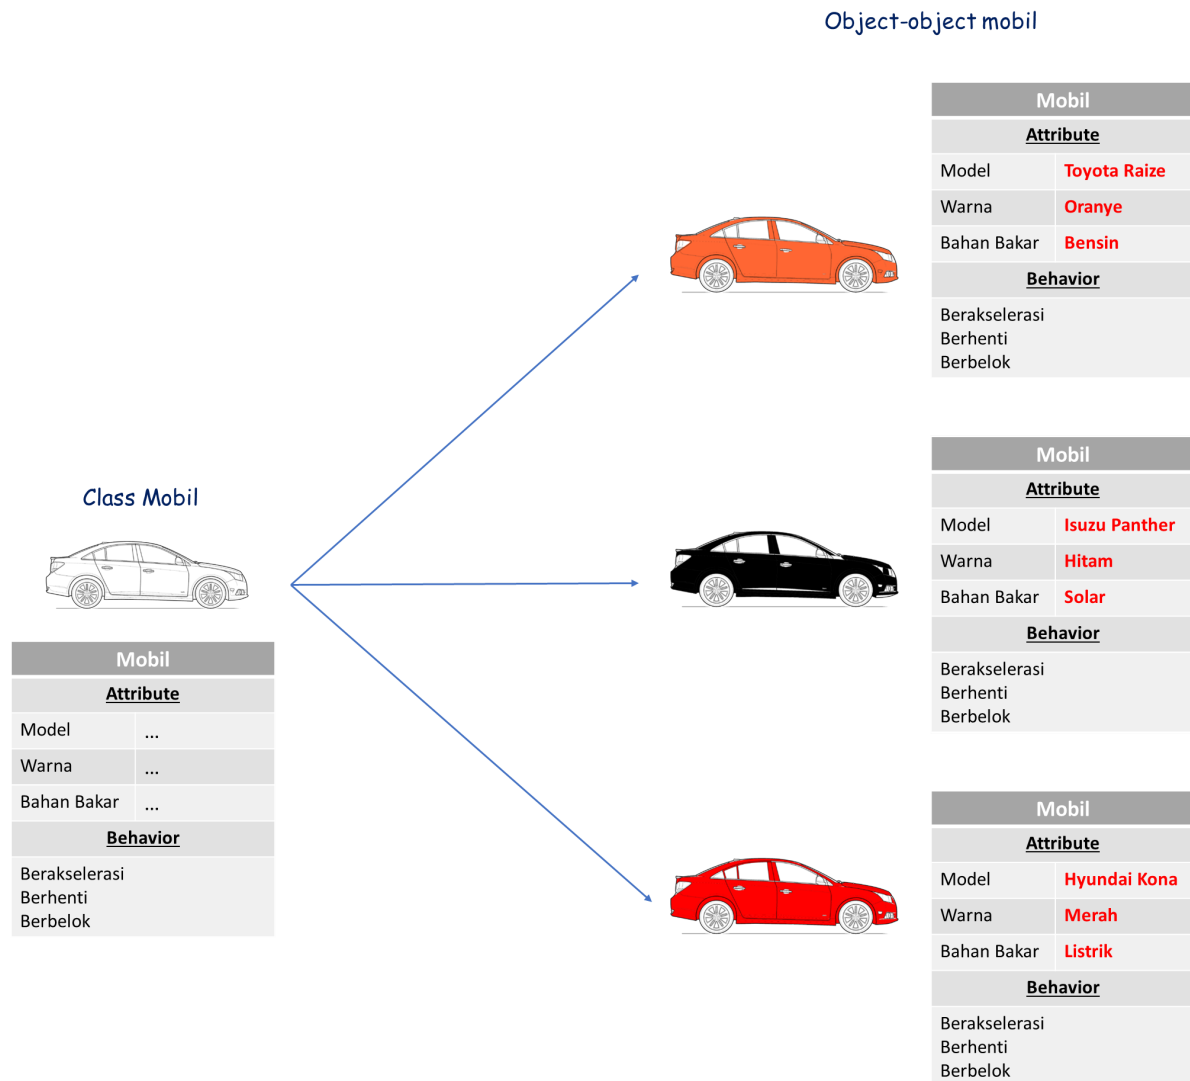 Object-object mobil
Mobil
Attribute
Model Toyota Raize
Warna Oranye
Bahan Bakar Bensin
Behavior
Berakselerasi
Berhenti
Berbelok
Class Mobil
Mobil
Attribute
Model ...
Warna ...
Bahan Bakar ...
Behavior
Berakselerasi
Berhenti
Berbelok
Mobil
Attribute
Model Isuzu Panther
Warna Hitam
Bahan Bakar Solar
Behavior
Berakselerasi
Berhenti
Berbelok
Mobil
Attribute
Model Hyundai Kona
Warna Merah
Bahan Bakar Listrik
Behavior
Berakselerasi
Berhenti
Berbelok